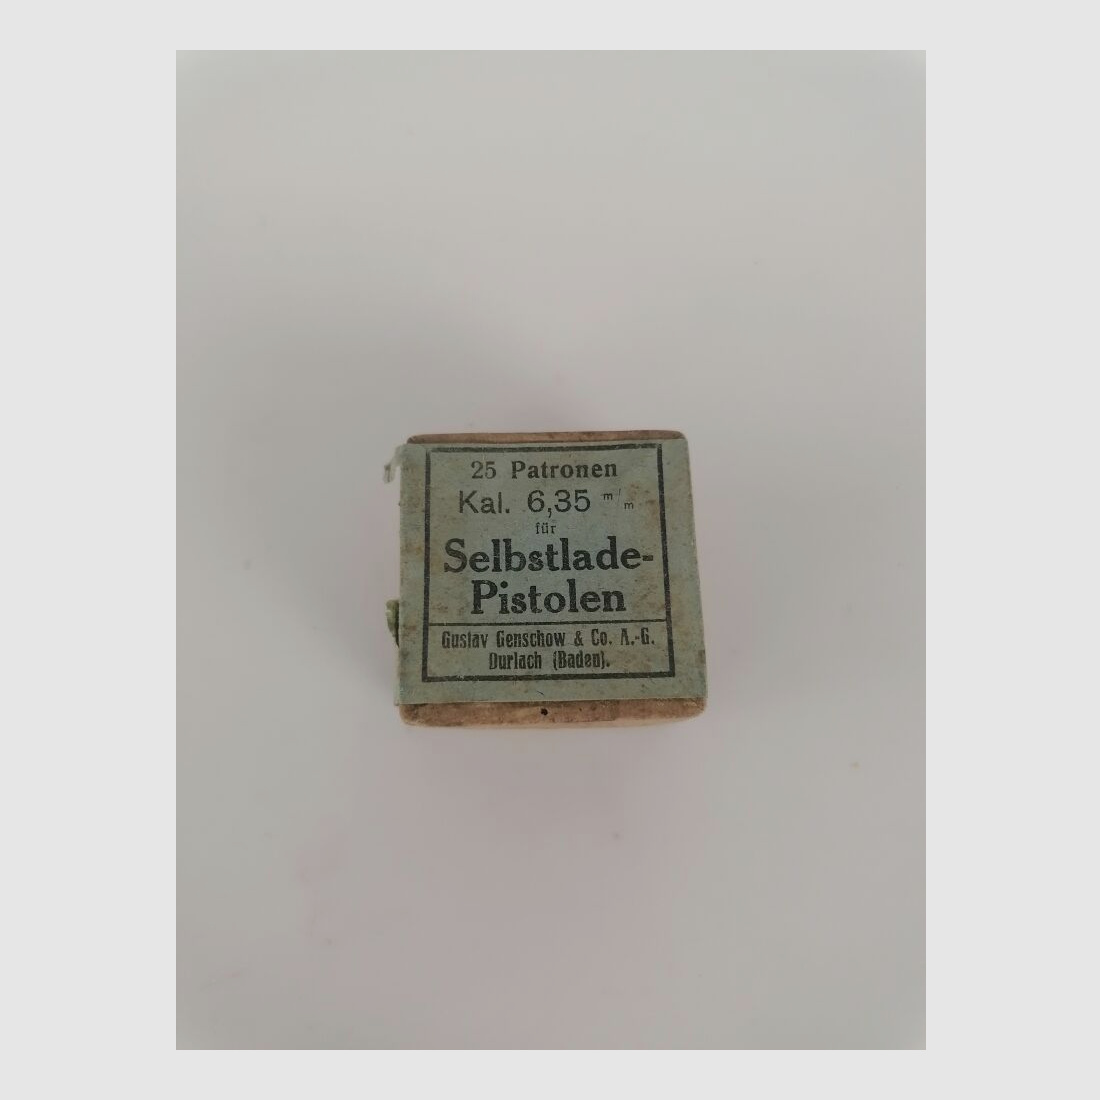 25 Patronen
Kal. 6,35 m/m
für
Selbstlade-
Pistolen
Gustav Genschow & Co. A.-G.
Durlach (Baden).